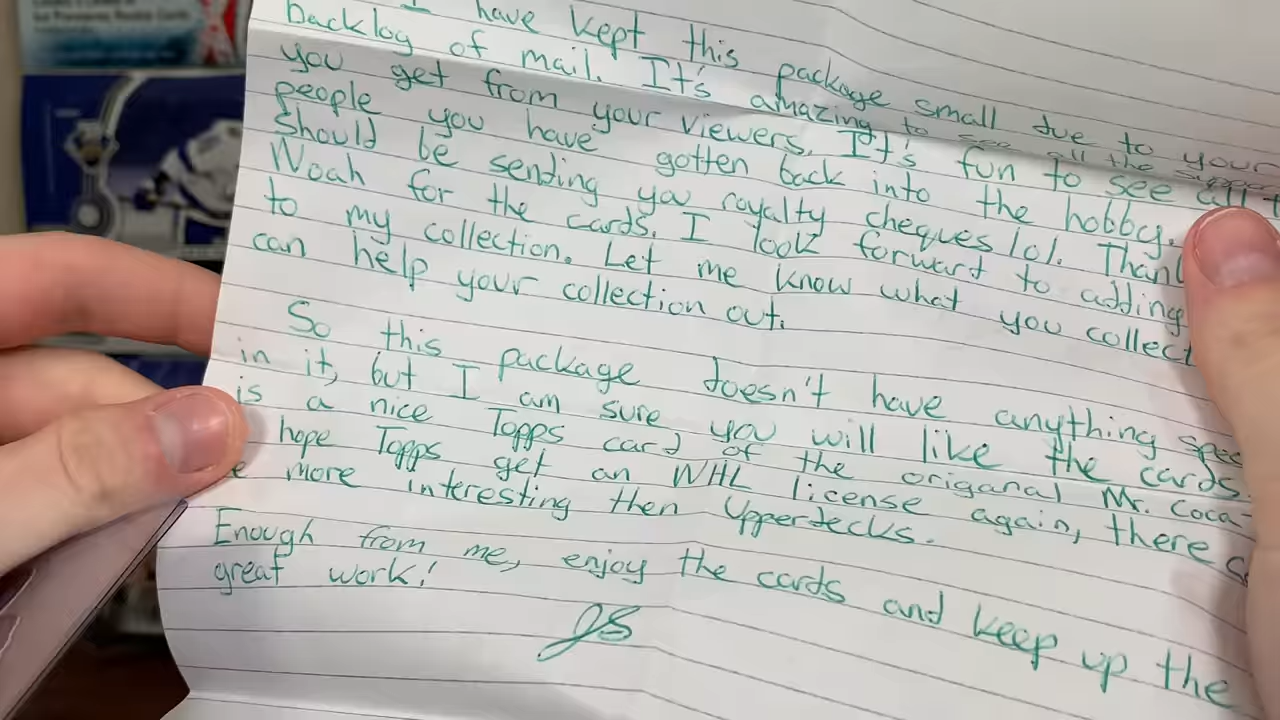 I have kept this package small due to your
backlog of mail. It's amazing to see all the support
you get from your viewers. It's fun to see all
people you have gotten back into the hobby.
Should be sending you royalty cheques lol. Thank
Noah for the cards. I look forward to adding
to my collection. Let me know what you collect
can help your collection out.
So this package doesn't have anything spec
in it, but I am sure you will like the cards.
is a nice Topps card of the origanal Mr. Coca-
hope Topps get an WHL license again, there
e more interesting then Upperdecks.
Enough from me, enjoy the cards and keep up the
great work!
JS